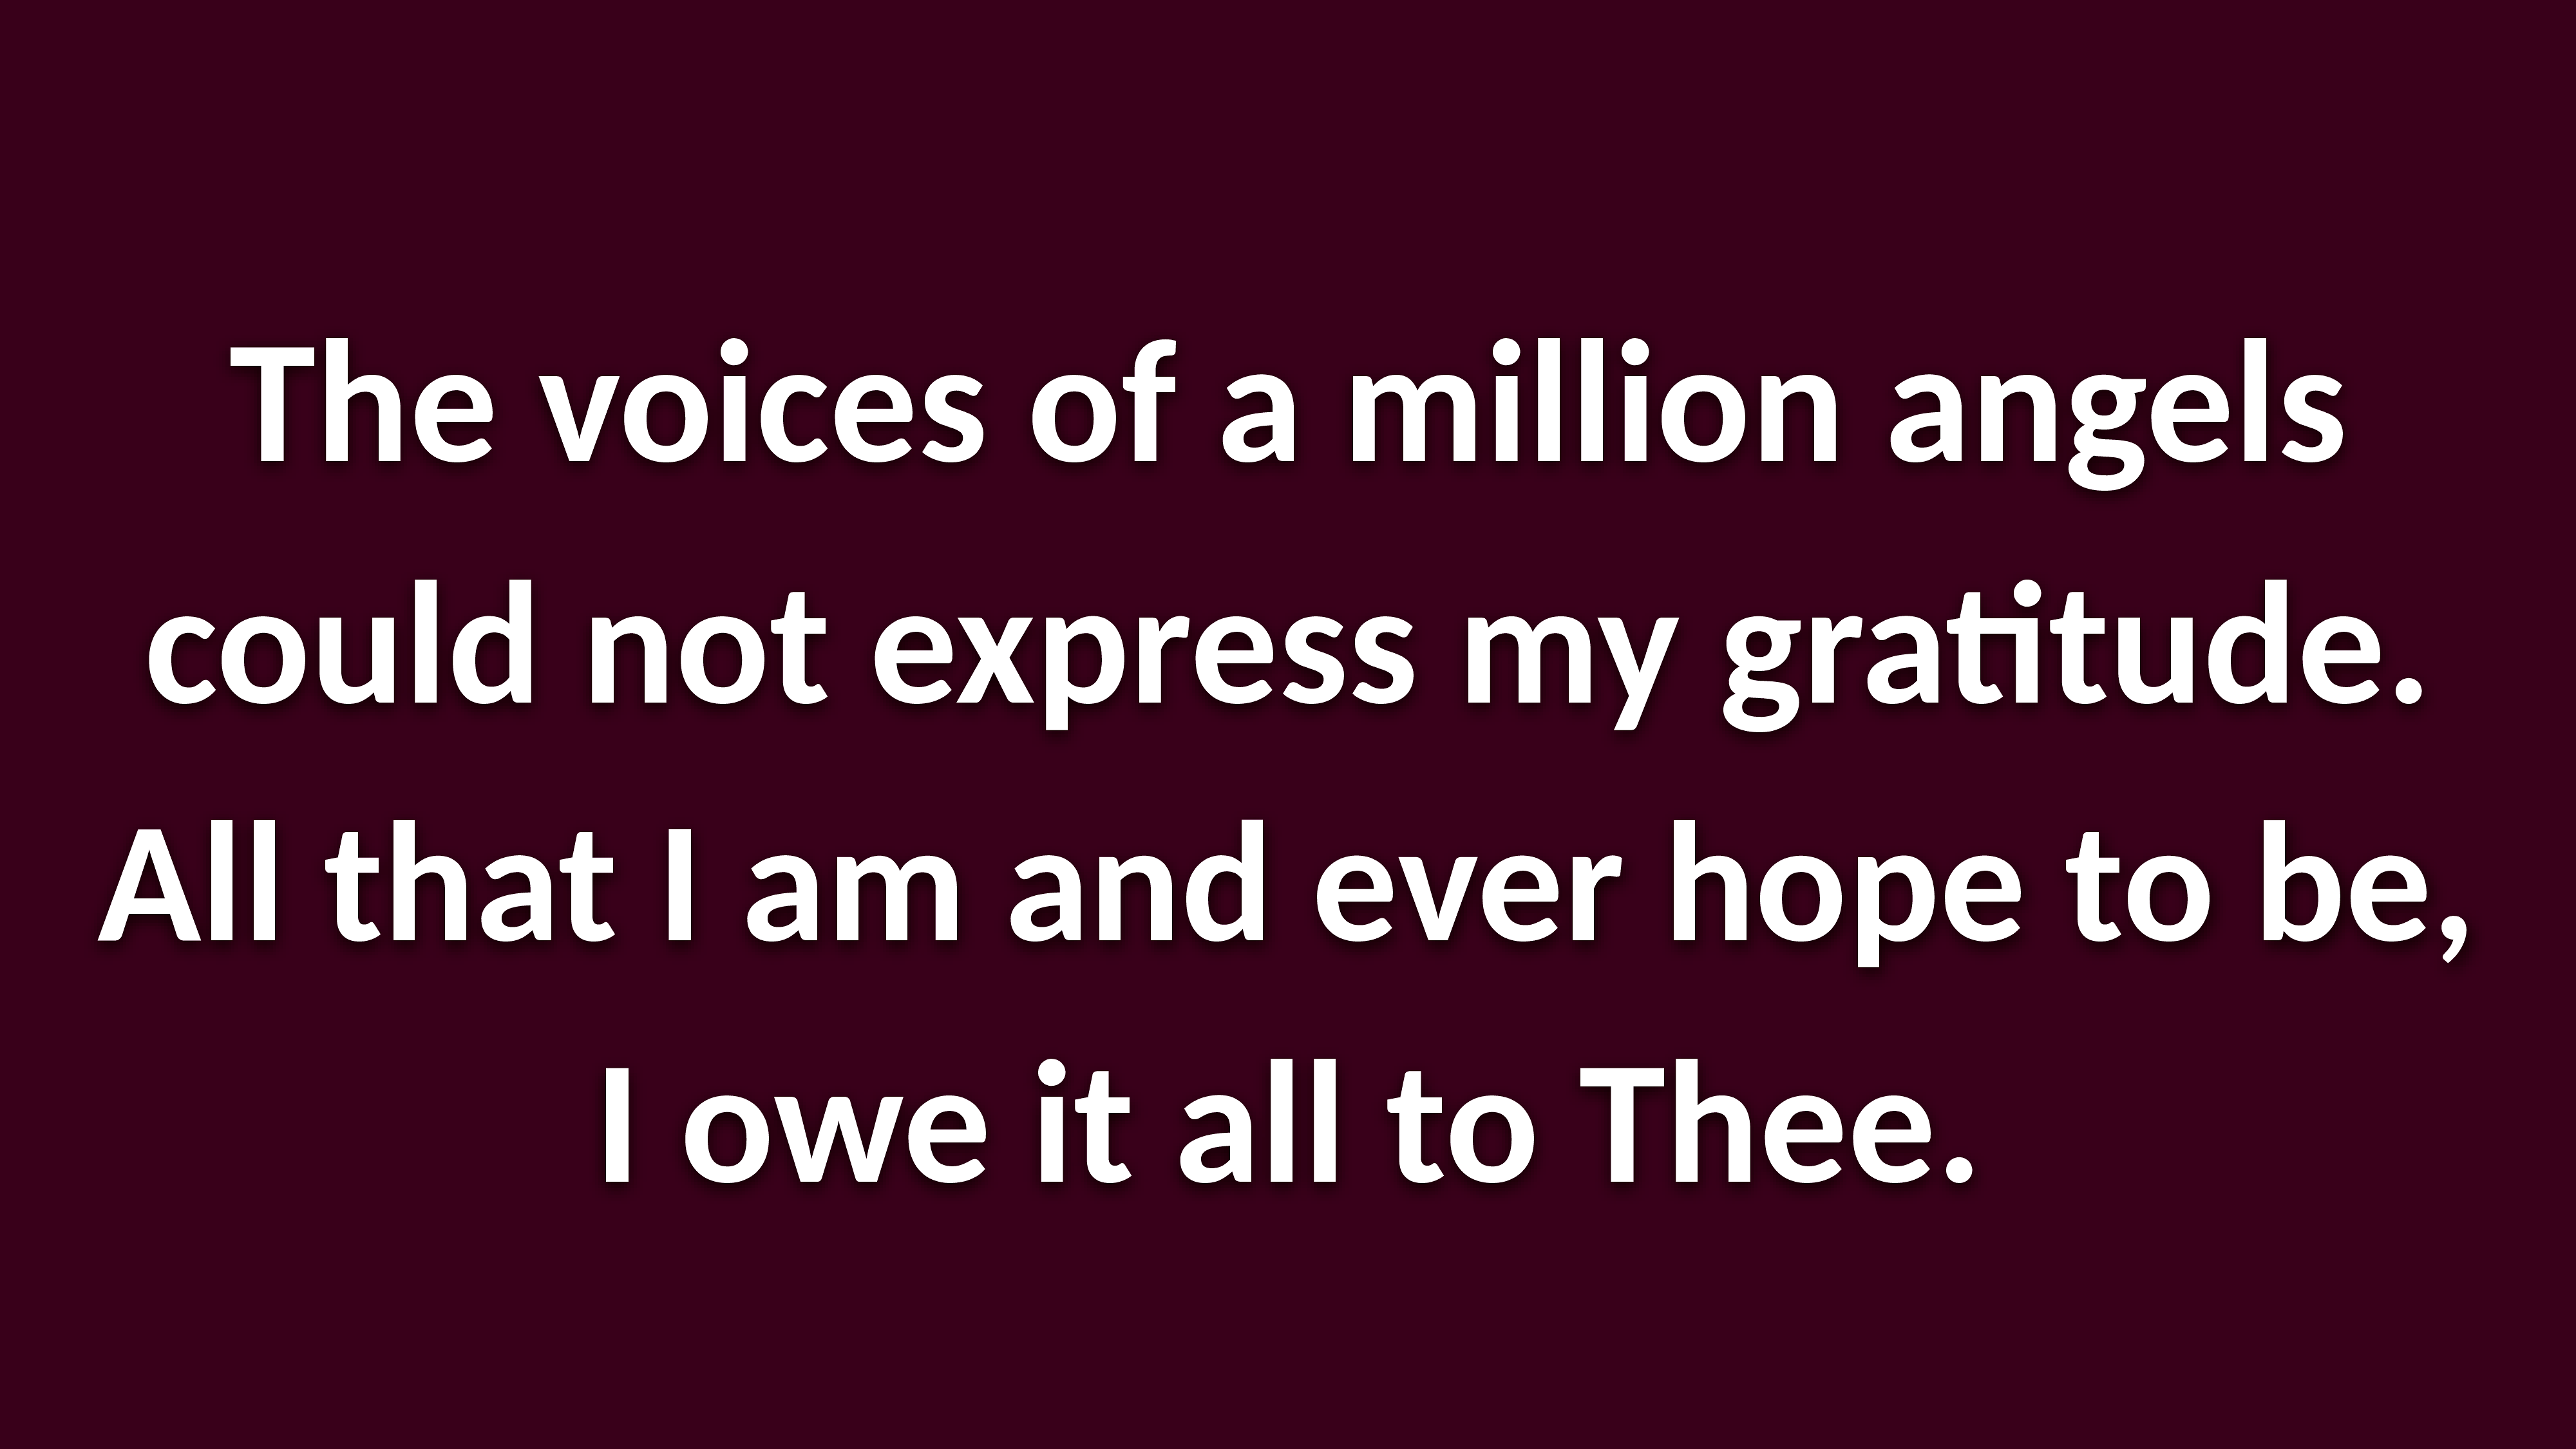 The voices of a million angels
could not express my gratitude.
All that I am and ever hope to be,
I owe it all to Thee.